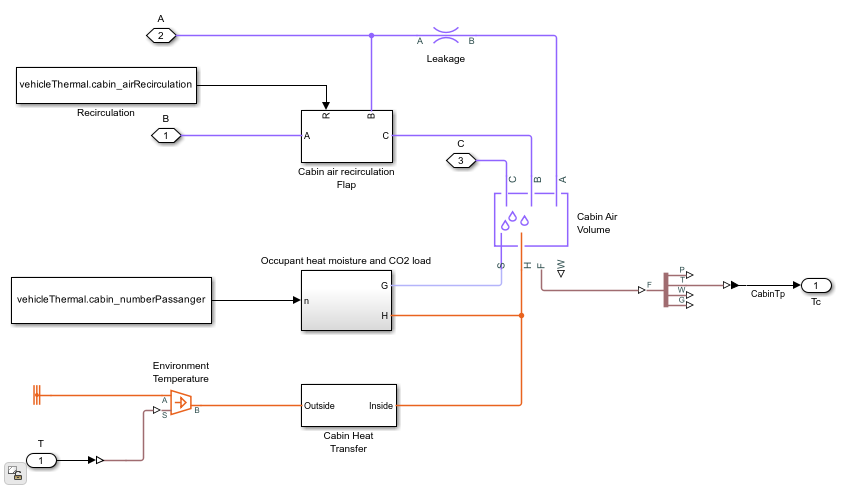 A
2
A
B
Leakage
vehicleThermal.cabin_airRecirculation
Recirculation
R
B
B
1
A
C
Cabin air recirculation
Flap
C
3
C
B
A
Cabin Air
Volume
S
H
F
W
Occupant heat moisture and CO2 load
vehicleThermal.cabin_numberPassanger
n
G
H
F
P
T
W
G
CabinTp
1
Tc
Environment
Temperature
A
S
B
Outside
Inside
Cabin Heat
Transfer
T
1